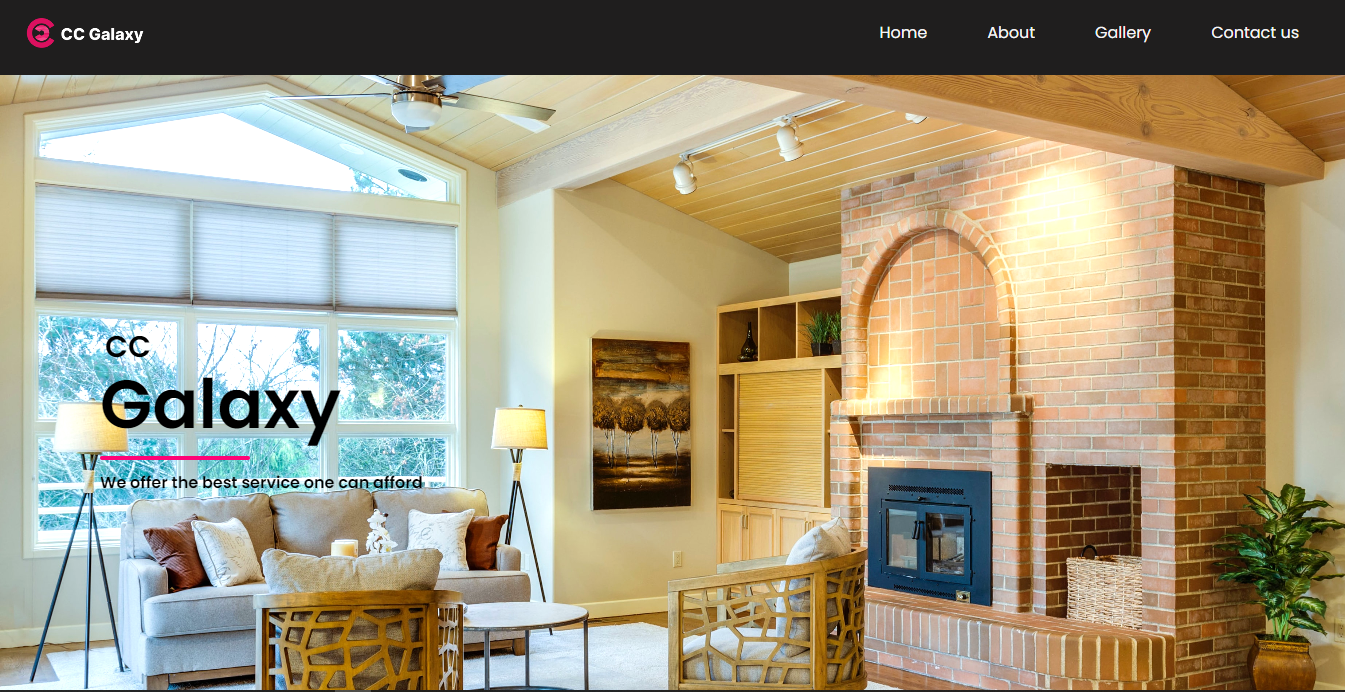 CC Galaxy
Home About Gallery Contact us
CC
Galaxy
We offer the best service one can afford